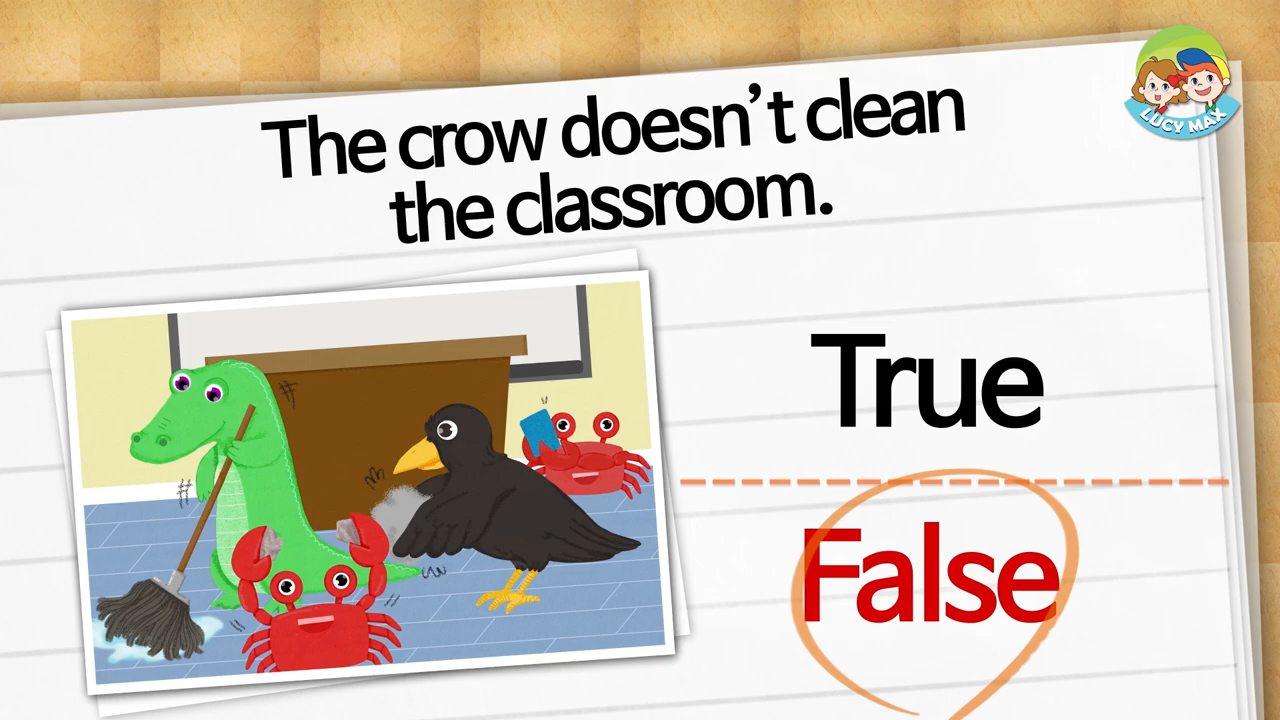 LUCY MAX
The crow doesn't clean
the classroom.
True
False